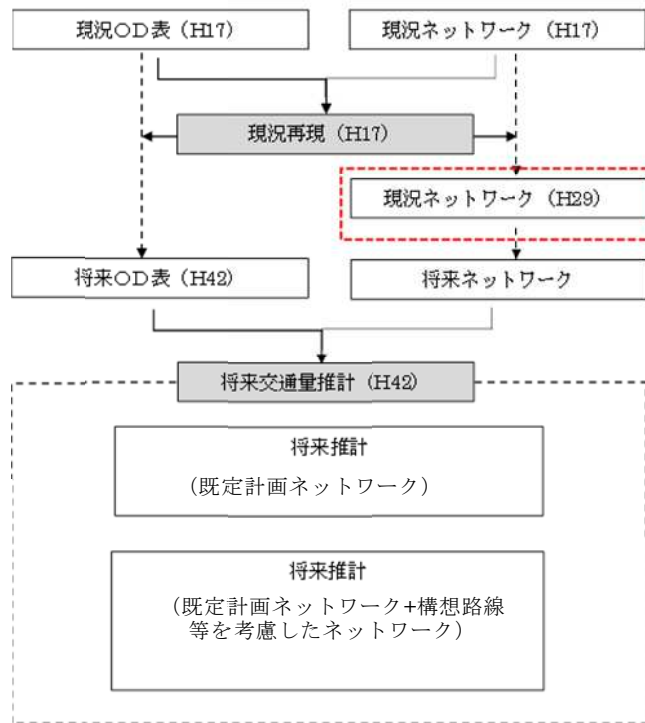 現況OD表(H17)
現況ネットワーク(H17)
現況再現(H17)
現況ネットワーク(H29)
将来OD表(H42)
将来ネットワーク
将来交通量推計(H42)
将来推計
(既定計画ネットワーク)
将来推計
(既定計画ネットワーク+構想路線
等を考慮したネットワーク)